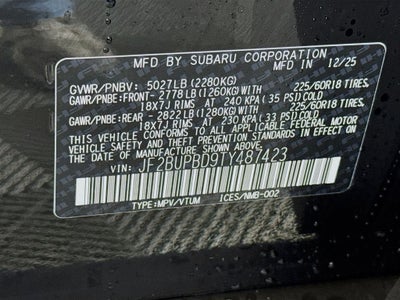 MFD BY SUBARU CORPORATION 12/25
GVWR/PNBV: 5027LB(2280KG)
GAWR/PNBE: FRONT- 2778LB(1260KG)WITH 225/60R18 TIRES
18X7J RIMS AT 240 KPA( 35 PSI)COLD
GAWR/PNBE: REAR - 2822LB(1280KG)WITH 225/60R18 TIRES
18X7J RIMS AT 230 KPA( 33 PSI)COLD
THIS VEHICLE CONFORMS TO ALL APPLICABLE FEDERAL MOTOR
VEHICLE SAFETY, BUMPER, AND THEFT PREVENTION STANDARDS
IN EFFECT ON THE DATE OF MANUFACTURE SHOWN ABOVE.
VIN: JF2BUPBD9TY487423
TYPE:MPV/VTUM ICES/NMB-002